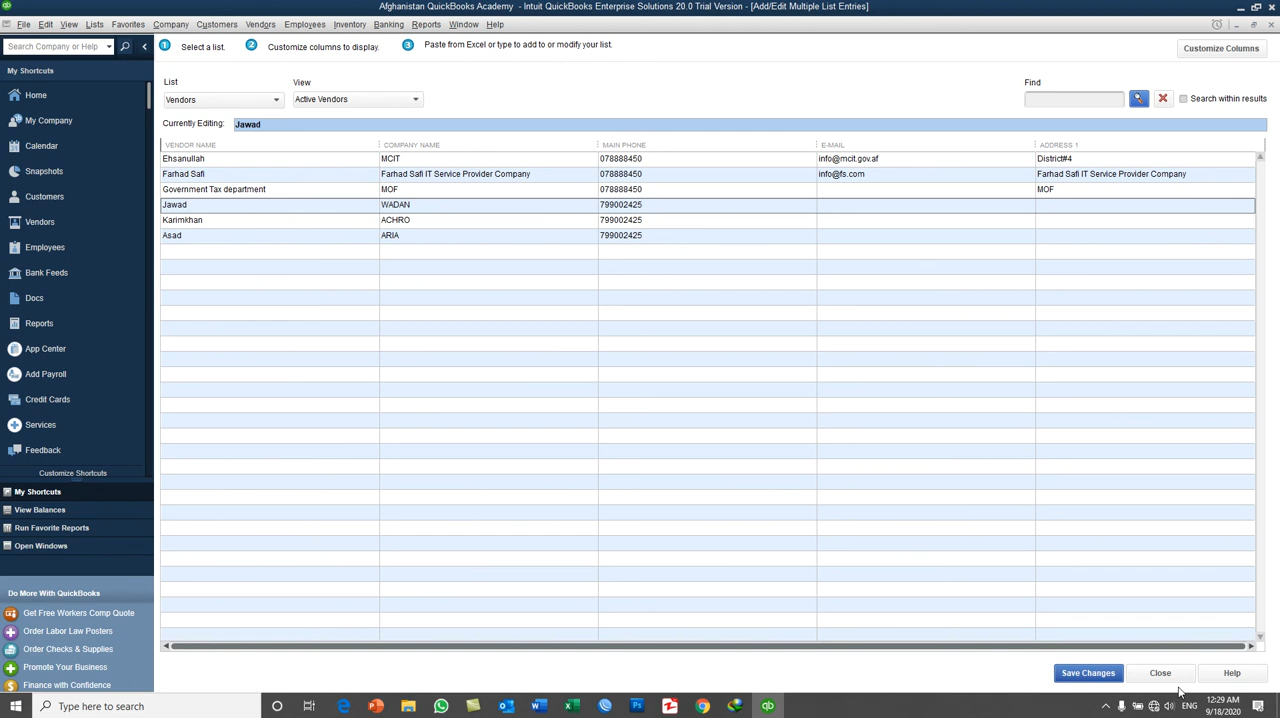 Afghanistan QuickBooks Academy - Intuit QuickBooks Enterprise Solutions 20.0 Trial Version - [Add/Edit Multiple List Entries]
File Edit View Lists Favorites Company Customers Vendors Employees Inventory Banking Reports Window Help
Search Company or Help
1 Select a list. 2 Customize columns to display. 3 Paste from Excel or type to add to or modify your list.
Customize Columns
My Shortcuts
Home
My Company
Calendar
Snapshots
Customers
Vendors
Employees
Bank Feeds
Docs
Reports
App Center
Add Payroll
Credit Cards
Services
Feedback
Customize Shortcuts
My Shortcuts
View Balances
Run Favorite Reports
Open Windows
Do More With QuickBooks
Get Free Workers Comp Quote
Order Labor Law Posters
Order Checks & Supplies
Promote Your Business
Finance with Confidence
List View Find
Vendors Active Vendors Search within results
Currently Editing: Jawad
VENDOR NAME COMPANY NAME MAIN PHONE E-MAIL ADDRESS 1
Ehsanullah MCIT 078888450 info@mcit.gov.af District#4
Farhad Safi Farhad Safi IT Service Provider Company 078888450 info@fs.com Farhad Safi IT Service Provider Company
Government Tax department MOF 078888450 MOF
Jawad WADAN 799002425
Karimkhan ACHRO 799002425
Asad ARIA 799002425
Save Changes Close Help
Type here to search
ENG
12:29 AM
9/18/2020